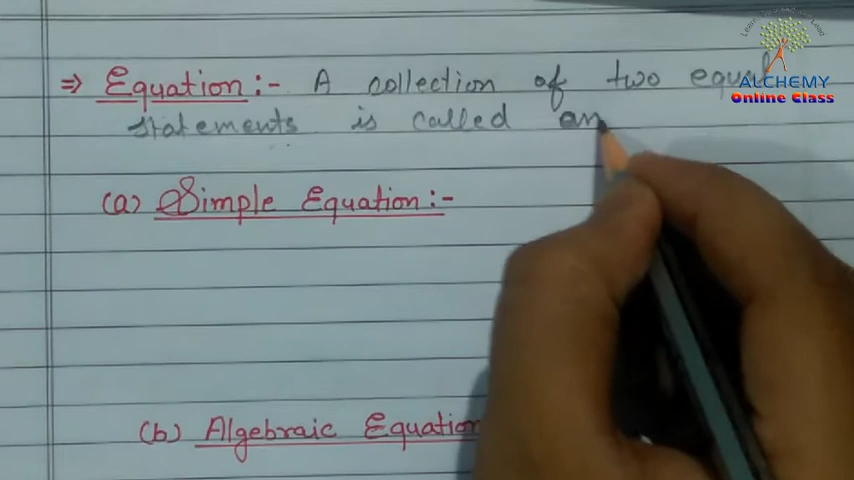 ⇒ Equation :- A collection of two equal
statements is called an
(a) Simple Equation :-
(b) Algebraic Equation
ALCHEMY
Online Class